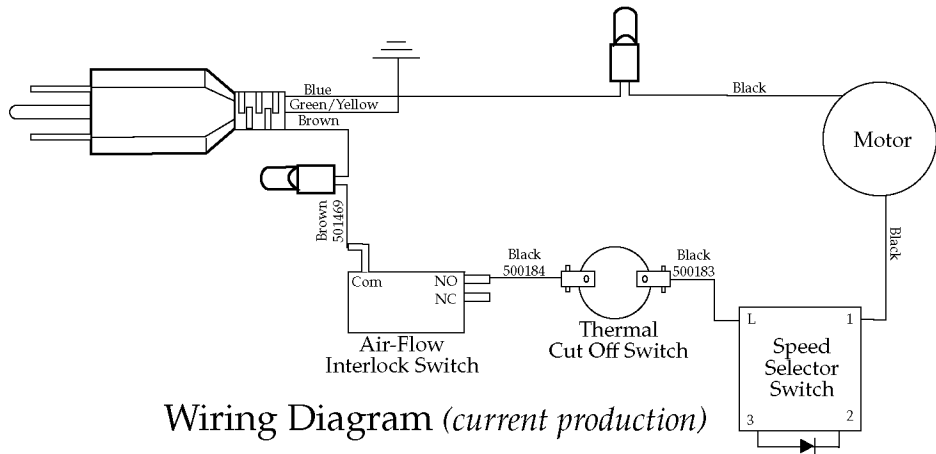 Blue
Green/Yellow
Brown
Black
Motor
Brown
501469
Black
Com
NO
NC
Black
500184
Black
500183
Air-Flow
Interlock Switch
Thermal
Cut Off Switch
L
1
Speed
Selector
Switch
3
2
Wiring Diagram (current production)